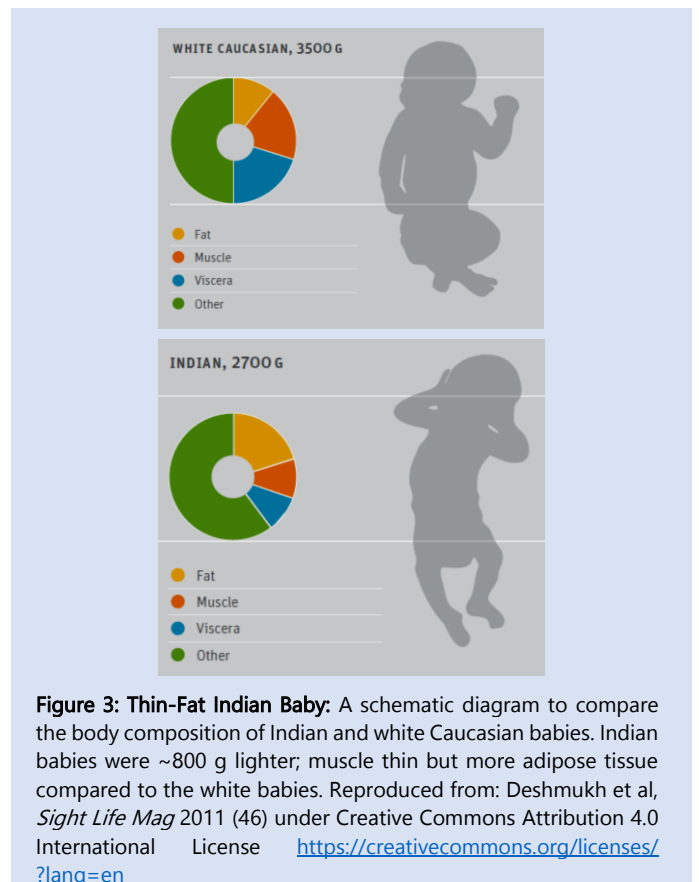 WHITE CAUCASIAN, 3500 G
Fat
Muscle
Viscera
Other
INDIAN, 2700 G
Fat
Muscle
Viscera
Other
Figure 3: Thin-Fat Indian Baby: A schematic diagram to compare
the body composition of Indian and white Caucasian babies. Indian
babies were ~800 g lighter; muscle thin but more adipose tissue
compared to the white babies. Reproduced from: Deshmukh et al,
Sight Life Mag 2011 (46) under Creative Commons Attribution 4.0
International License https://creativecommons.org/licenses/
?lang=en